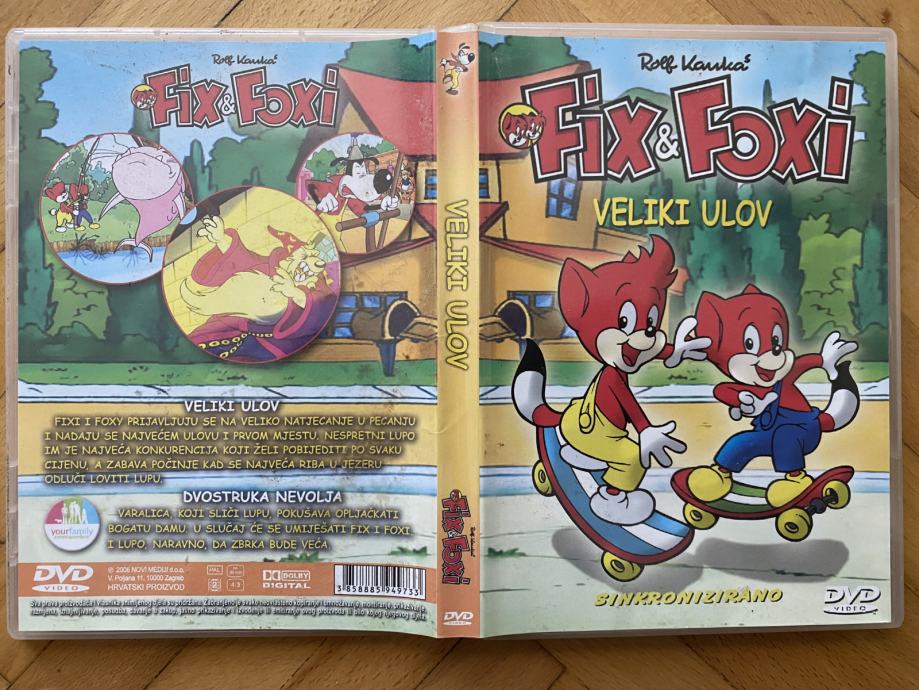 Rolf Kauka's
Fix & Foxi
VELIKI ULOV
FIXI I FOXY PRIJAVLJUJU SE NA VELIKO NATJECANJE U PECANJU
I NADAJU SE NAJVEĆEM ULOVU I PRVOM MJESTU. NESPRETNI LUPO
IM JE NAJVEĆA KONKURENCIJA KOJI ŽELI POBIJEDITI PO SVAKU
CIJENU, A ZABAVA POČINJE KAD SE NAJVEĆA RIBA U JEZERU
ODLUČI LOVITI LUPU.
DVOSTRUKA NEVOLJA
VARALICA, KOJI SLIČI LUPU, POKUŠAVA OPLJAČKATI
BOGATU DAMU. U SLUČAJ ĆE SE UMIJEŠATI FIX I FOXI
I LUPO, NARAVNO, DA ZBRKA BUDE VEĆA
yourfamily
entertainment
DVD
VIDEO
© 2006 NOVI MEDIJI d.o.o.
V. Poljana 11, 10000 Zagreb
HRVATSKI PROIZVOD
PAL
2
4:3
DOLBY
DIGITAL
3858885949733
VELIKI ULOV
Fix & Foxi
DVD
VIDEO
Rolf Kauka's
Fix & Foxi
VELIKI ULOV
SINKRONIZIRANO
DVD
VIDEO